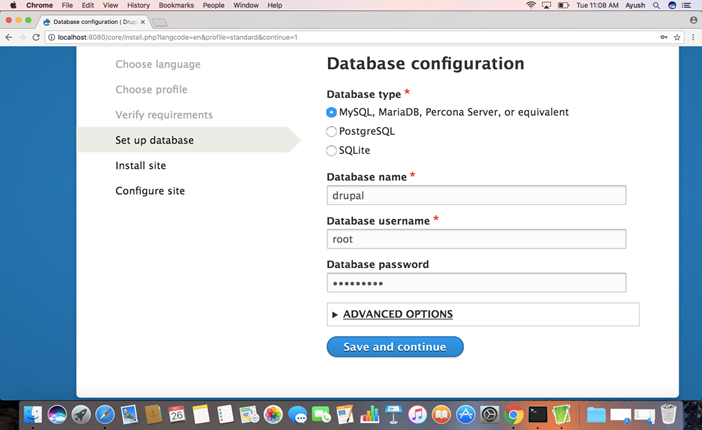 Chrome File Edit View History Bookmarks People Window Help Tue 11:08 AM Ayush
Database configuration | Drup
localhost:8080/core/install.php?langcode=en&profile=standard&continue=1
Choose language
Choose profile
Verify requirements
Set up database
Install site
Configure site
Database configuration
Database type *
MySQL, MariaDB, Percona Server, or equivalent
PostgreSQL
SQLite
Database name *
drupal
Database username *
root
Database password
•••••••••
ADVANCED OPTIONS
Save and continue
26